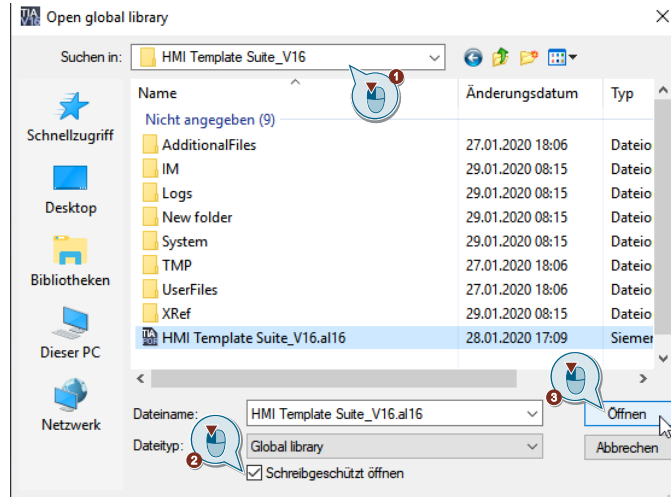 TIA V16 Open global library
Suchen in: HMI Template Suite_V16
1
Name Änderungsdatum Typ
Nicht angegeben (9)
AdditionalFiles 27.01.2020 18:06 Dateio
IM 29.01.2020 08:15 Dateio
Logs 29.01.2020 08:15 Dateio
New folder 29.01.2020 08:15 Dateio
System 29.01.2020 08:15 Dateio
TMP 27.01.2020 18:06 Dateio
UserFiles 27.01.2020 18:06 Dateio
XRef 29.01.2020 08:15 Dateio
HMI Template Suite_V16.al16 28.01.2020 17:09 Siemen
Schnellzugriff
Desktop
Bibliotheken
Dieser PC
Netzwerk
3
Dateiname: HMI Template Suite_V16.al16 Öffnen
Dateityp: Global library Abbrechen
2
Schreibgeschützt öffnen